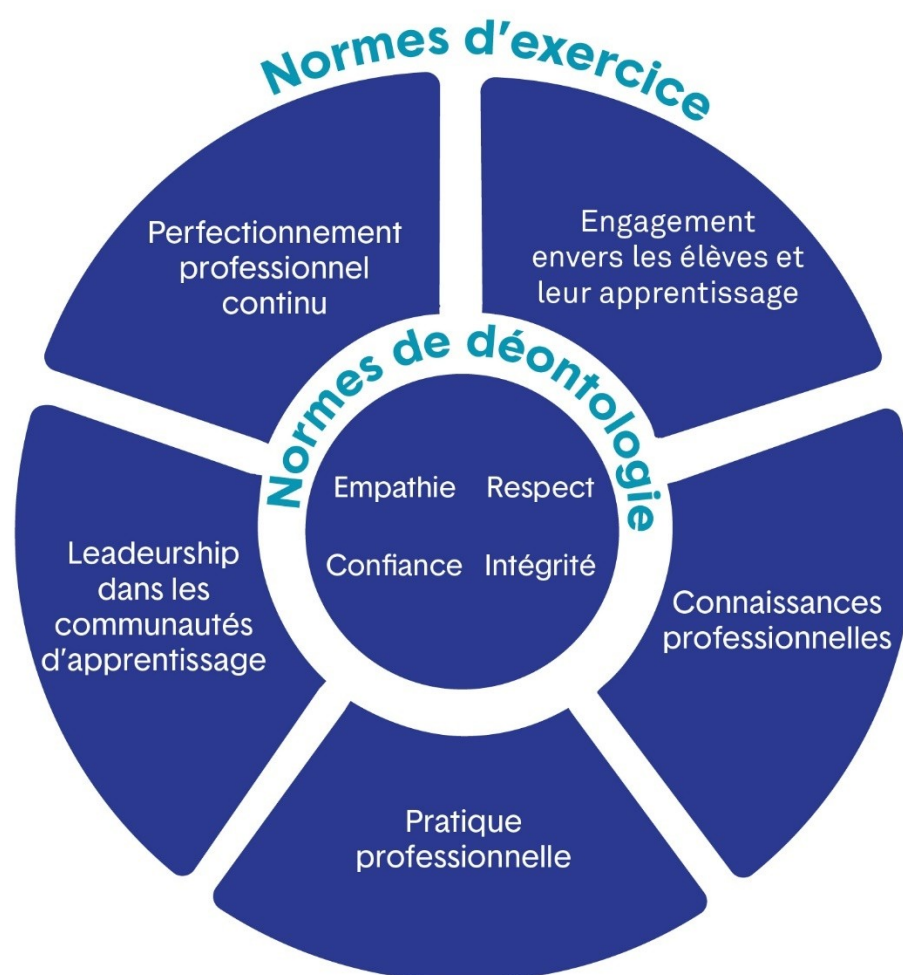 Normes d'exercice
Perfectionnement
professionnel
continu
Engagement
envers les élèves et
leur apprentissage
Normes de déontologie
Empathie Respect
Confiance Intégrité
Leadeurship
dans les
communautés
d'apprentissage
Connaissances
professionnelles
Pratique
professionnelle